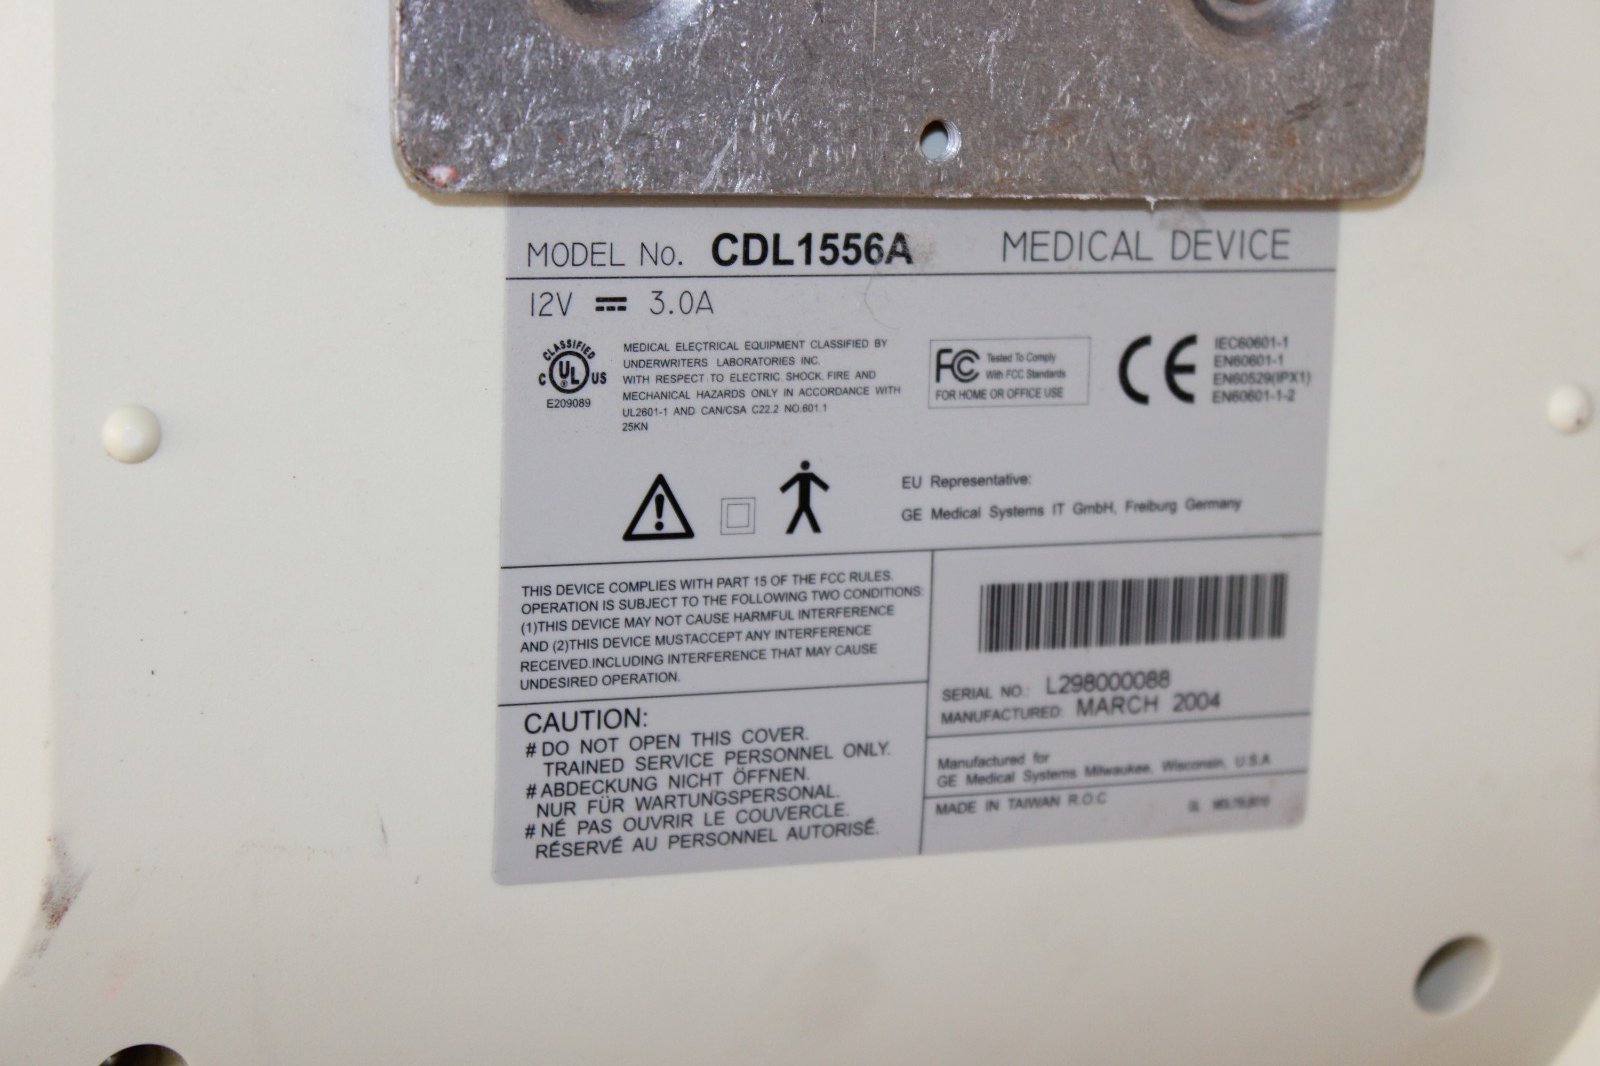 MODEL No. CDL1556A MEDICAL DEVICE
12V 3.0A
CLASSIFIED
C UL US
E209089
MEDICAL ELECTRICAL EQUIPMENT CLASSIFIED BY
UNDERWRITERS LABORATORIES INC.
WITH RESPECT TO ELECTRIC SHOCK, FIRE AND
MECHANICAL HAZARDS ONLY IN ACCORDANCE WITH
UL2601-1 AND CAN/CSA C22.2 NO.601.1
25KN
FC Tested To Comply
With FCC Standards
FOR HOME OR OFFICE USE
CE
IEC60601-1
EN60601-1
EN60529(IPX1)
EN60601-1-2
EU Representative:
GE Medical Systems IT GmbH, Freiburg Germany
THIS DEVICE COMPLIES WITH PART 15 OF THE FCC RULES.
OPERATION IS SUBJECT TO THE FOLLOWING TWO CONDITIONS:
(1)THIS DEVICE MAY NOT CAUSE HARMFUL INTERFERENCE
AND (2)THIS DEVICE MUSTACCEPT ANY INTERFERENCE
RECEIVED.INCLUDING INTERFERENCE THAT MAY CAUSE
UNDESIRED OPERATION.
CAUTION:
# DO NOT OPEN THIS COVER.
TRAINED SERVICE PERSONNEL ONLY.
# ABDECKUNG NICHT ÖFFNEN.
NUR FÜR WARTUNGSPERSONAL.
# NÉ PAS OUVRIR LE COUVERCLE.
RÉSERVÉ AU PERSONNEL AUTORISÉ.
SERIAL NO.: L298000088
MANUFACTURED: MARCH 2004
Manufactured for
GE Medical Systems Milwaukee, Wisconsin, U.S.A
MADE IN TAIWAN R.O.C